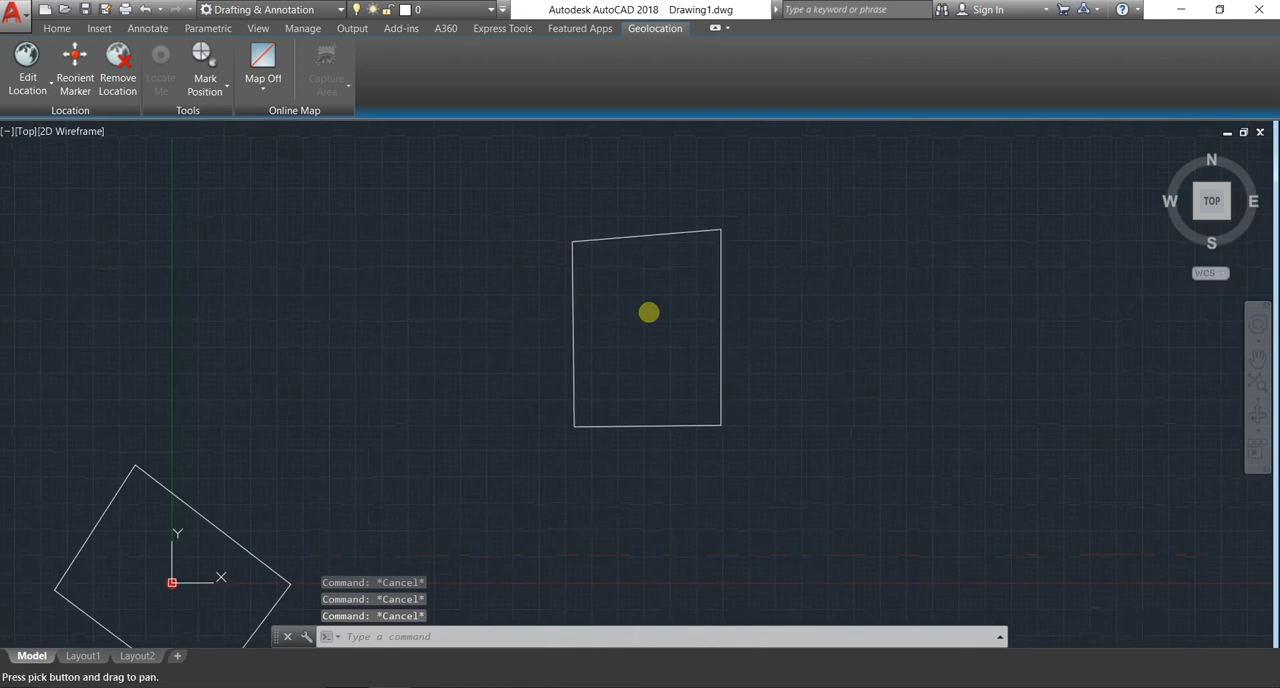 Drafting & Annotation
0
Autodesk AutoCAD 2018 Drawing1.dwg
Type a keyword or phrase
Sign In
Home Insert Annotate Parametric View Manage Output Add-ins A360 Express Tools Featured Apps Geolocation
Edit Location
Reorient Marker
Remove Location
Locate Me
Mark Position
Map Off
Capture Area
Location Tools Online Map
[−][Top][2D Wireframe]
N
W TOP E
S
WCS
Y
X
Command: *Cancel*
Command: *Cancel*
Command: *Cancel*
Type a command
Model Layout1 Layout2 +
Press pick button and drag to pan.